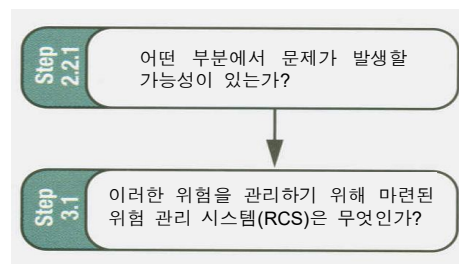 Step
2.2.1
어떤 부분에서 문제가 발생할
가능성이 있는가?
Step
3.1
이러한 위험을 관리하기 위해 마련된
위험 관리 시스템(RCS)은 무엇인가?